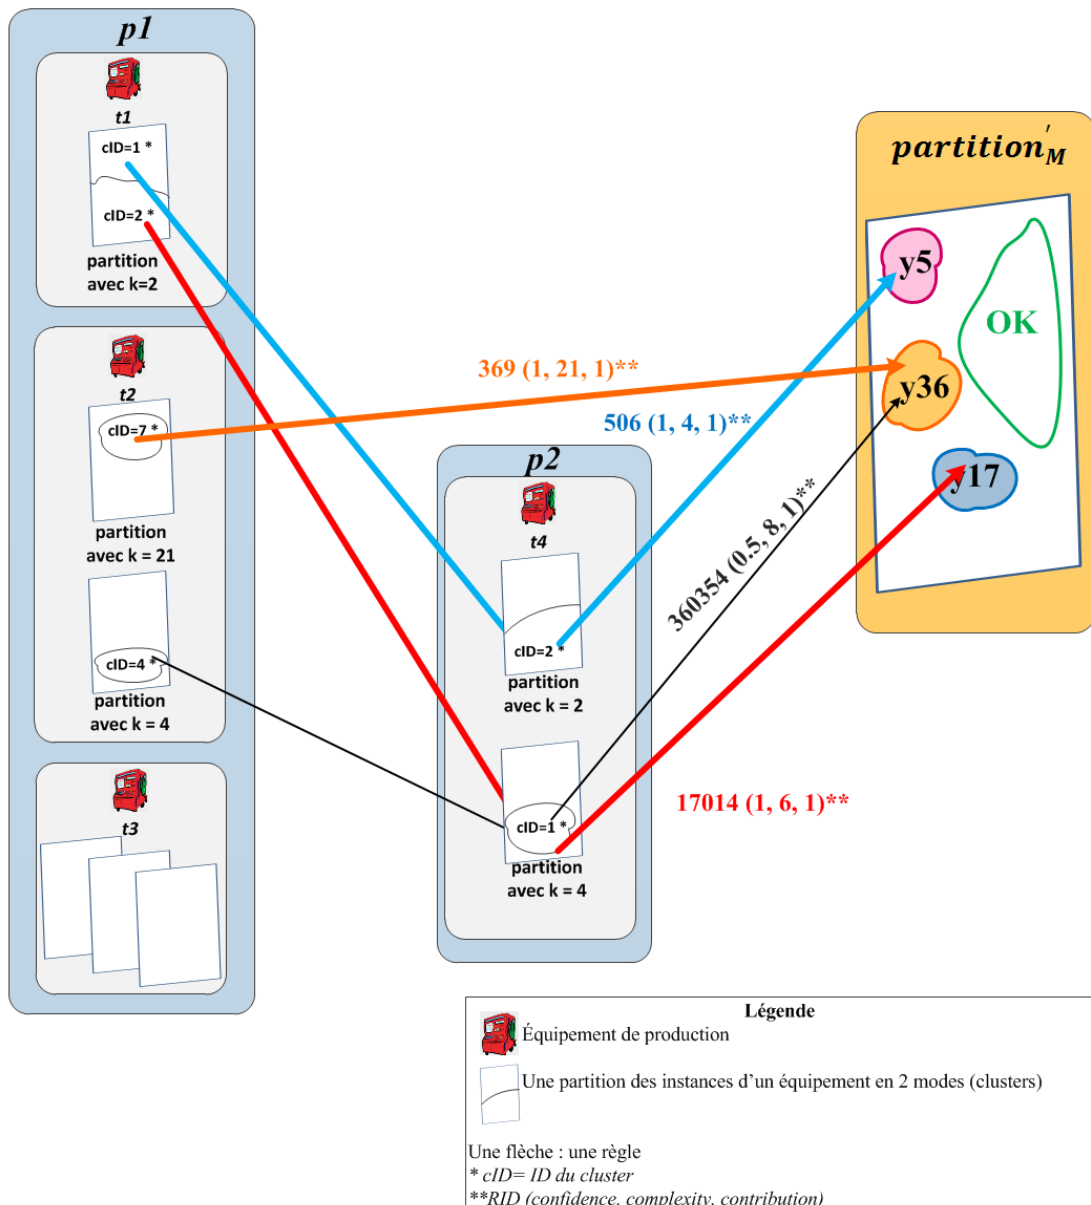 p1
t1
cID=1 *
cID=2 *
partition
avec k=2
t2
cID=7 *
partition
avec k = 21
cID=4 *
partition
avec k = 4
t3
369 (1, 21, 1)**
506 (1, 4, 1)**
360354 (0.5, 8, 1)**
17014 (1, 6, 1)**
p2
t4
cID=2 *
partition
avec k = 2
cID=1 *
partition
avec k = 4
partition'M
y5
OK
y36
y17
Légende
Équipement de production
Une partition des instances d'un équipement en 2 modes (clusters)
Une flèche : une règle
* cID= ID du cluster
**RID (confidence, complexity, contribution)